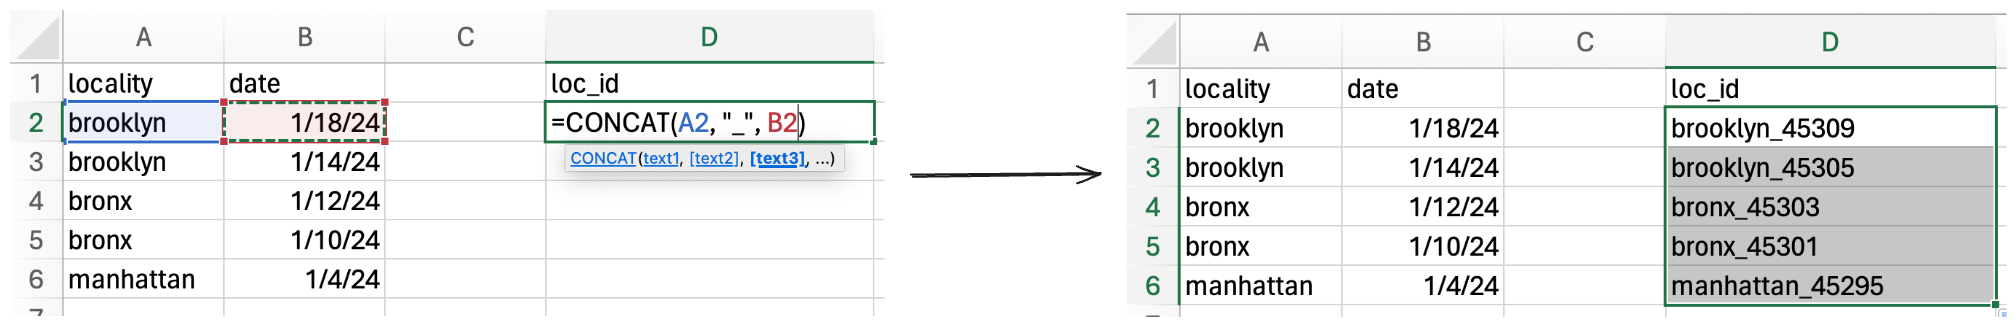 A B C D
1 locality date loc_id
2 brooklyn 1/18/24 =CONCAT(A2, "_", B2)
CONCAT(text1, [text2], [text3], ...)
3 brooklyn 1/14/24
4 bronx 1/12/24
5 bronx 1/10/24
6 manhattan 1/4/24
A B C D
1 locality date loc_id
2 brooklyn 1/18/24 brooklyn_45309
3 brooklyn 1/14/24 brooklyn_45305
4 bronx 1/12/24 bronx_45303
5 bronx 1/10/24 bronx_45301
6 manhattan 1/4/24 manhattan_45295